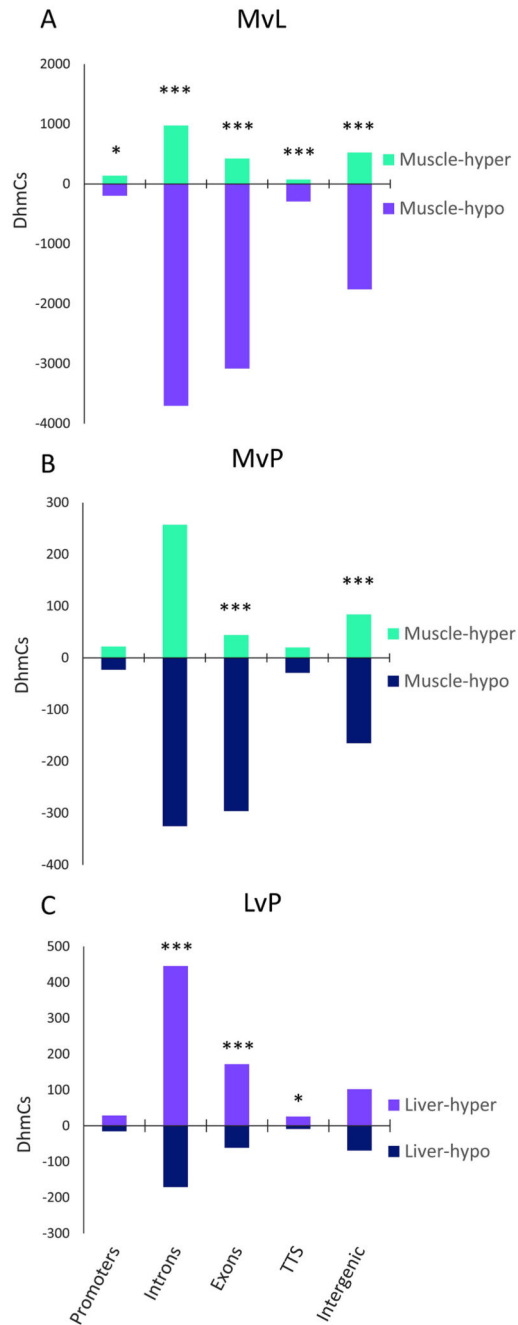 A
MvL
2000
1000
0
-1000
-2000
-3000
-4000
DhmCs
*
***
***
***
***
Muscle-hyper
Muscle-hypo
B
MvP
300
200
100
0
-100
-200
-300
-400
DhmCs
***
***
Muscle-hyper
Muscle-hypo
C
LvP
500
400
300
200
100
0
-100
-200
-300
DhmCs
***
***
*
Liver-hyper
Liver-hypo
Promoters
Introns
Exons
TTS
Intergenic